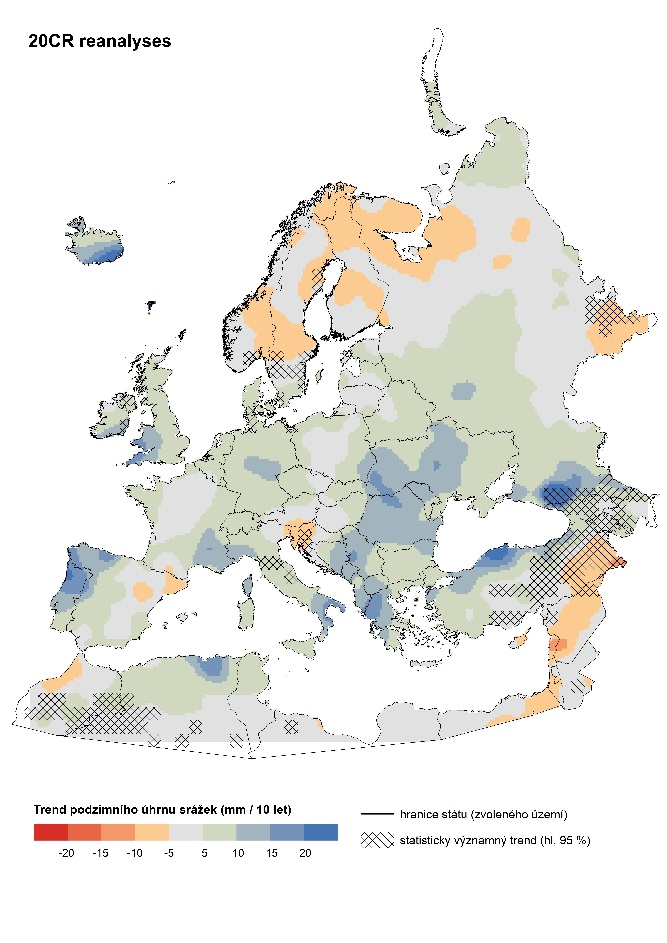 20CR reanalyses
Trend podzimního úhrnu srážek (mm / 10 let)
-20 -15 -10 -5 5 10 15 20
hranice státu (zvoleného území)
statisticky významný trend (hl. 95 %)